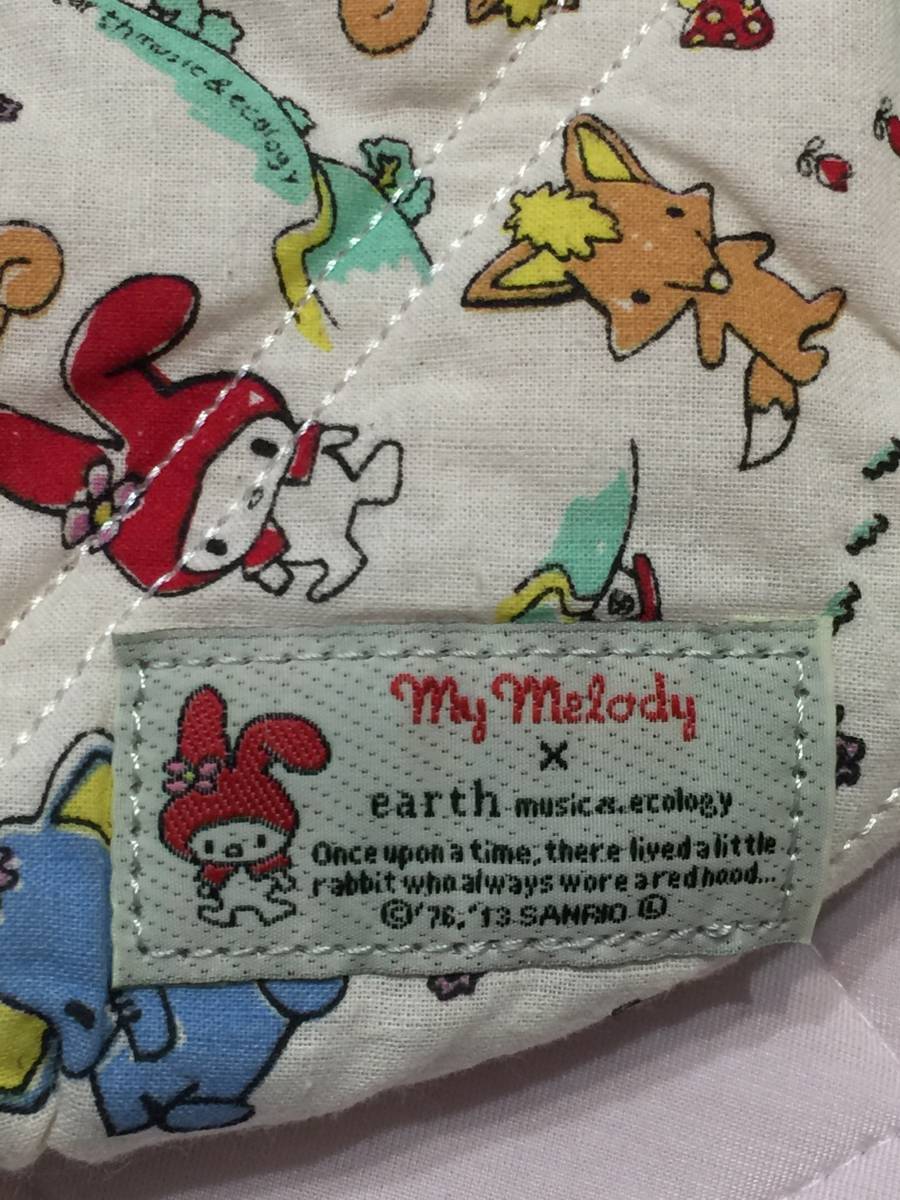 earth music & ecology
My Melody
×
earth music & ecology
Once upon a time, there lived a little
rabbit who always wore a red hood...
©'76,'13 SANRIO Ⓛ